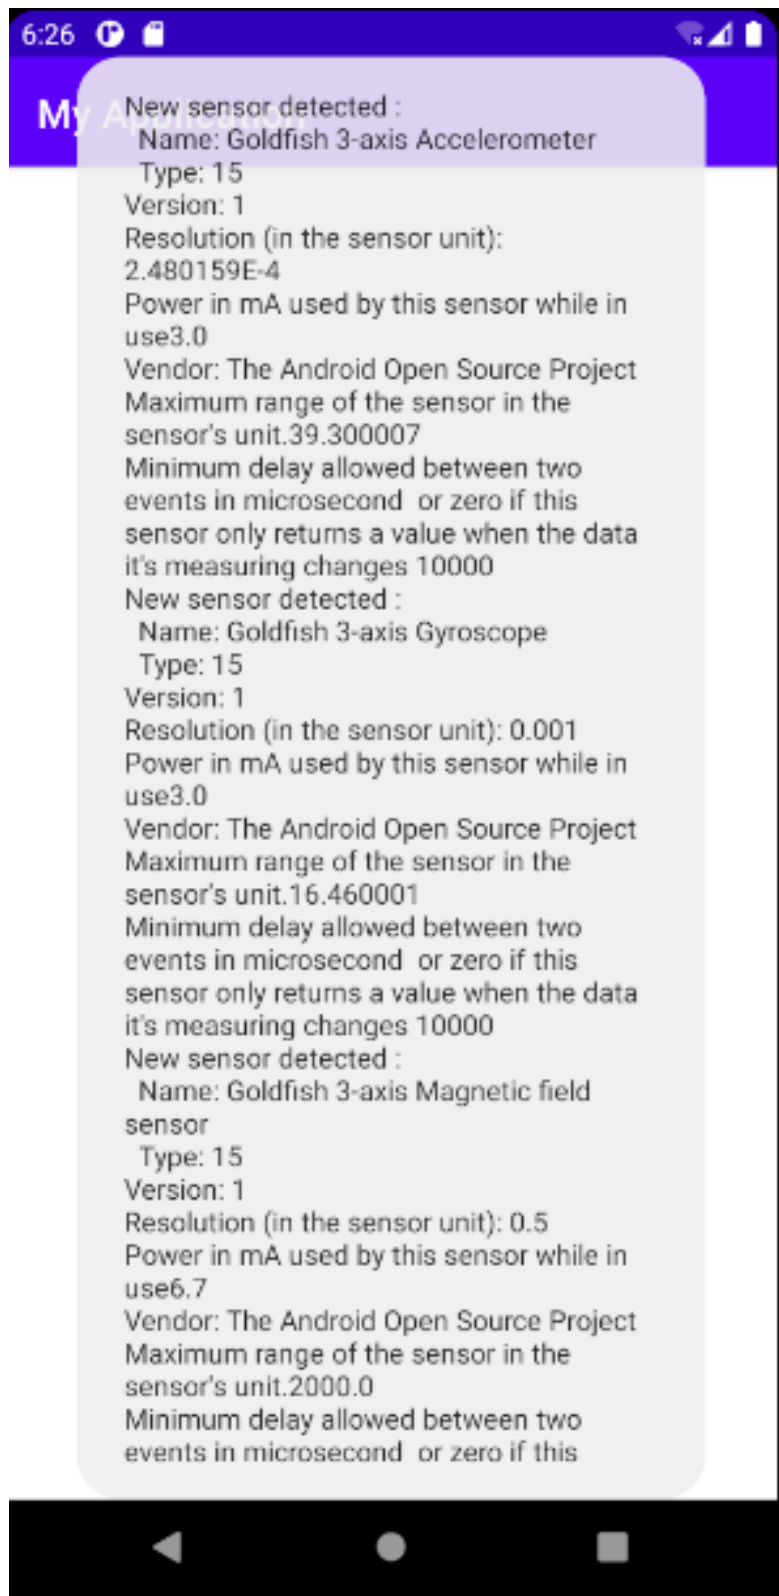 6:26
My Application
New sensor detected :
Name: Goldfish 3-axis Accelerometer
Type: 15
Version: 1
Resolution (in the sensor unit):
2.480159E-4
Power in mA used by this sensor while in
use3.0
Vendor: The Android Open Source Project
Maximum range of the sensor in the
sensor's unit.39.300007
Minimum delay allowed between two
events in microsecond  or zero if this
sensor only returns a value when the data
it's measuring changes 10000
New sensor detected :
Name: Goldfish 3-axis Gyroscope
Type: 15
Version: 1
Resolution (in the sensor unit): 0.001
Power in mA used by this sensor while in
use3.0
Vendor: The Android Open Source Project
Maximum range of the sensor in the
sensor's unit.16.460001
Minimum delay allowed between two
events in microsecond  or zero if this
sensor only returns a value when the data
it's measuring changes 10000
New sensor detected :
Name: Goldfish 3-axis Magnetic field
sensor
Type: 15
Version: 1
Resolution (in the sensor unit): 0.5
Power in mA used by this sensor while in
use6.7
Vendor: The Android Open Source Project
Maximum range of the sensor in the
sensor's unit.2000.0
Minimum delay allowed between two
events in microsecond  or zero if this